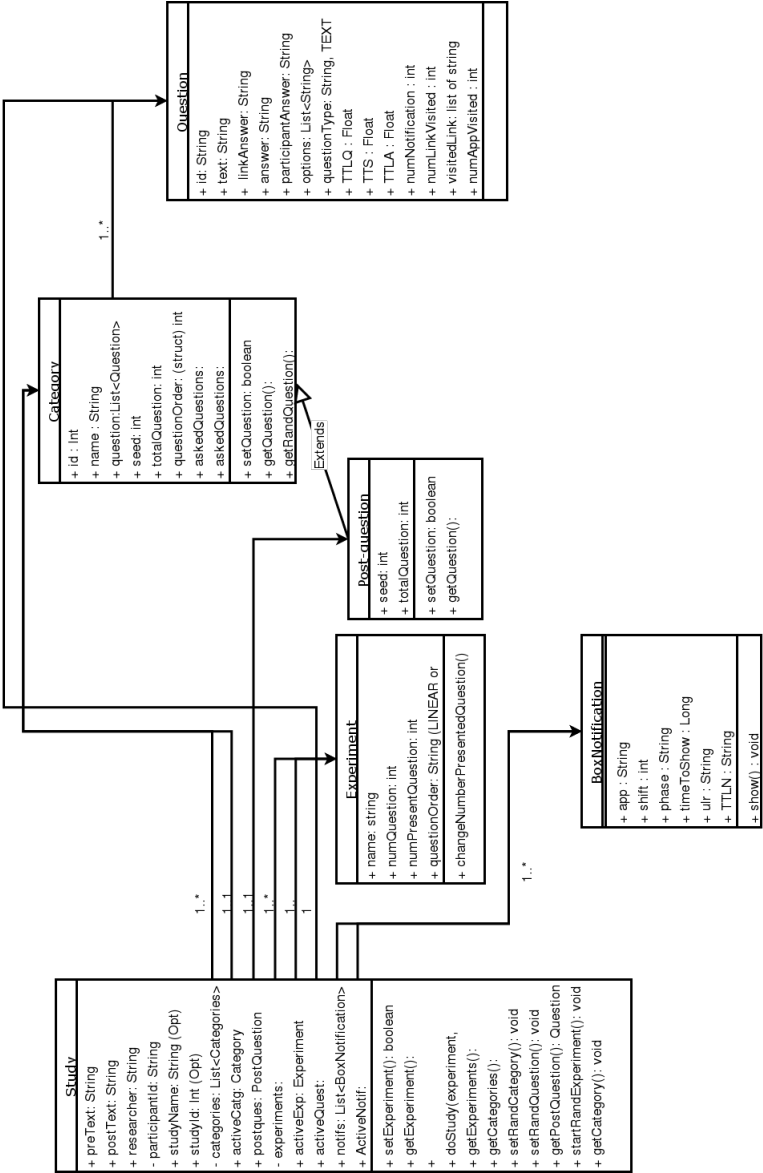 Question
+ id: String
+ text: String
+ linkAnswer: String
+ answer: String
+ participantAnswer: String
+ options: List<String>
+ questionType: String, TEXT
+ TTLQ : Float
+ TTS : Float
+ TTLA : Float
+ numNotification : int
+ numLinkVisited : int
+ visitedLink: list of string
+ numAppVisited : int
1..*
Category
+ id : Int
+ name : String
+ question:List<Question>
+ seed: int
+ totalQuestion: int
+ questionOrder: (struct) int
+ askedQuestions:
+ askedQuestions:
+ setQuestion: boolean
+ getQuestion():
+ getRandQuestion():
Extends
Post-question
+ seed: int
+ totalQuestion: int
+ setQuestion: boolean
+ getQuestion():
Experiment
+ name: string
+ numQuestion: int
+ numPresentQuestion: int
+ questionOrder: String (LINEAR or
+ changeNumberPresentedQuestion()
BoxNotification
+ app : String
+ shift : int
+ phase : String
+ timeToShow : Long
+ ulr : String
+ TTLN : String
+ show() : void
1..*
1..1
1..1
1..*
1..
1
1..*
Study
+ preText: String
+ postText: String
+ researcher: String
- participantId: String
+ studyName: String (Opt)
+ studyId: Int (Opt)
- categories: List<Categories>
+ activeCatg: Category
+ postques: PostQuestion
- experiments:
+ activeExp: Experiment
+ activeQuest:
+ notifs: List<BoxNotification>
+ ActiveNotif:
+ setExperiment(): boolean
+ getExperiment():
+
+ doStudy(experiment,
+ getExperiments():
+ getCategories():
+ setRandCategory(): void
+ setRandQuestion(): void
+ getPostQuestion(): Question
+ startRandExperiment(): void
+ getCategory(): void